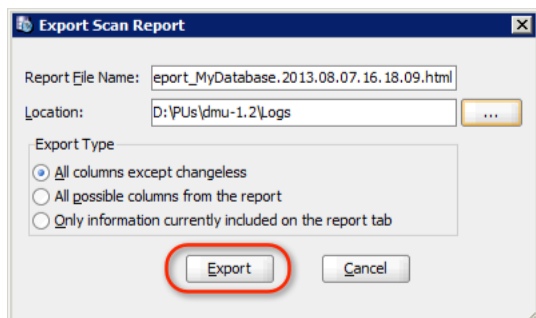 Export Scan Report
Report File Name: eport_MyDatabase.2013.08.07.16.18.09.html
Location: D:\PUs\dmu-1.2\Logs ...
Export Type
All columns except changeless
All possible columns from the report
Only information currently included on the report tab
Export Cancel